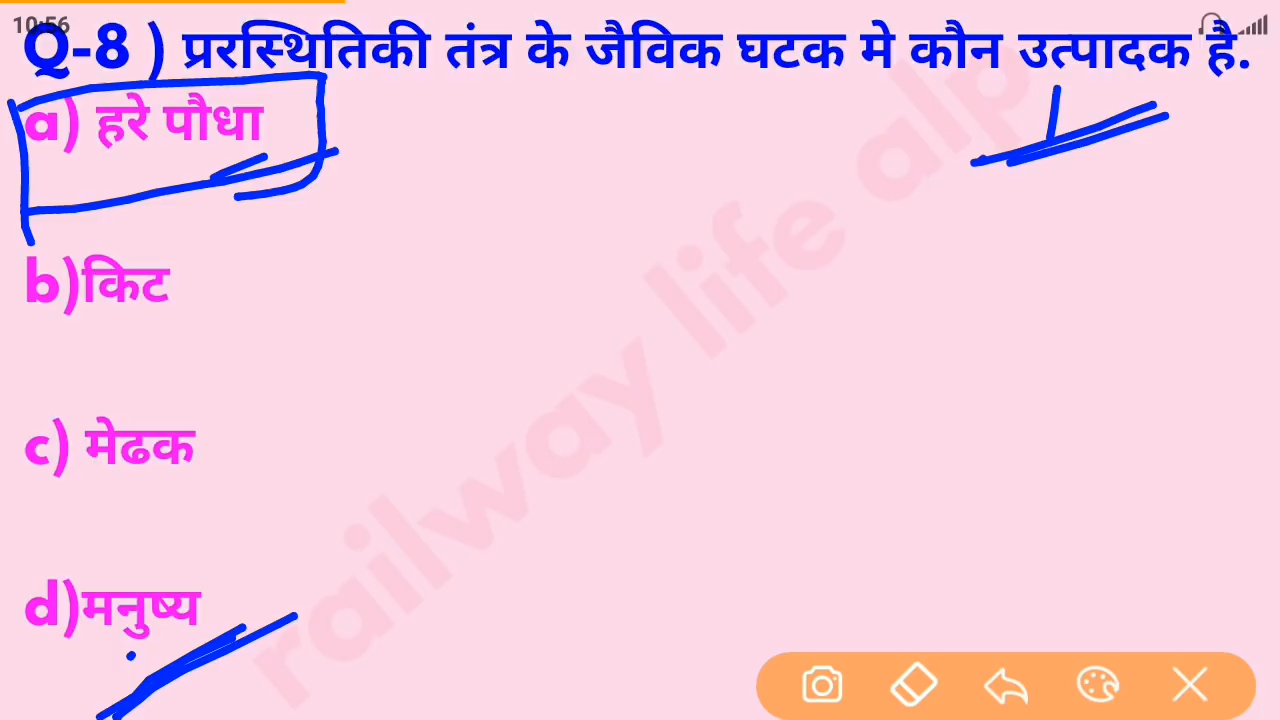 10:56
Q-8 ) प्ररस्थितिकी तंत्र के जैविक घटक मे कौन उत्पादक है.
a) हरे पौधा
b)किट
c) मेढक
d)मनुष्य
railway life alp